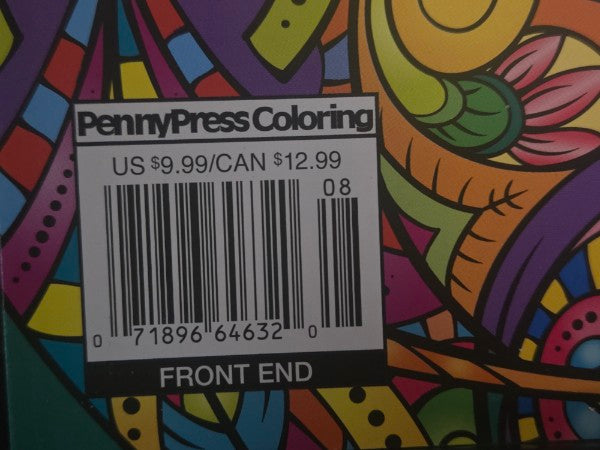 PennyPress Coloring
US $9.99/CAN $12.99
08
0 71896 64632 0
FRONT END